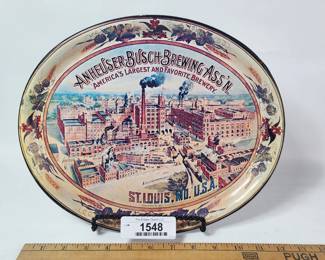 ANHEUSER-BUSCH BREWING ASS'N.
AMERICA'S LARGEST AND FAVORITE BREWERY.
ST. LOUIS, MO. U.S.A.
1548
PUGH